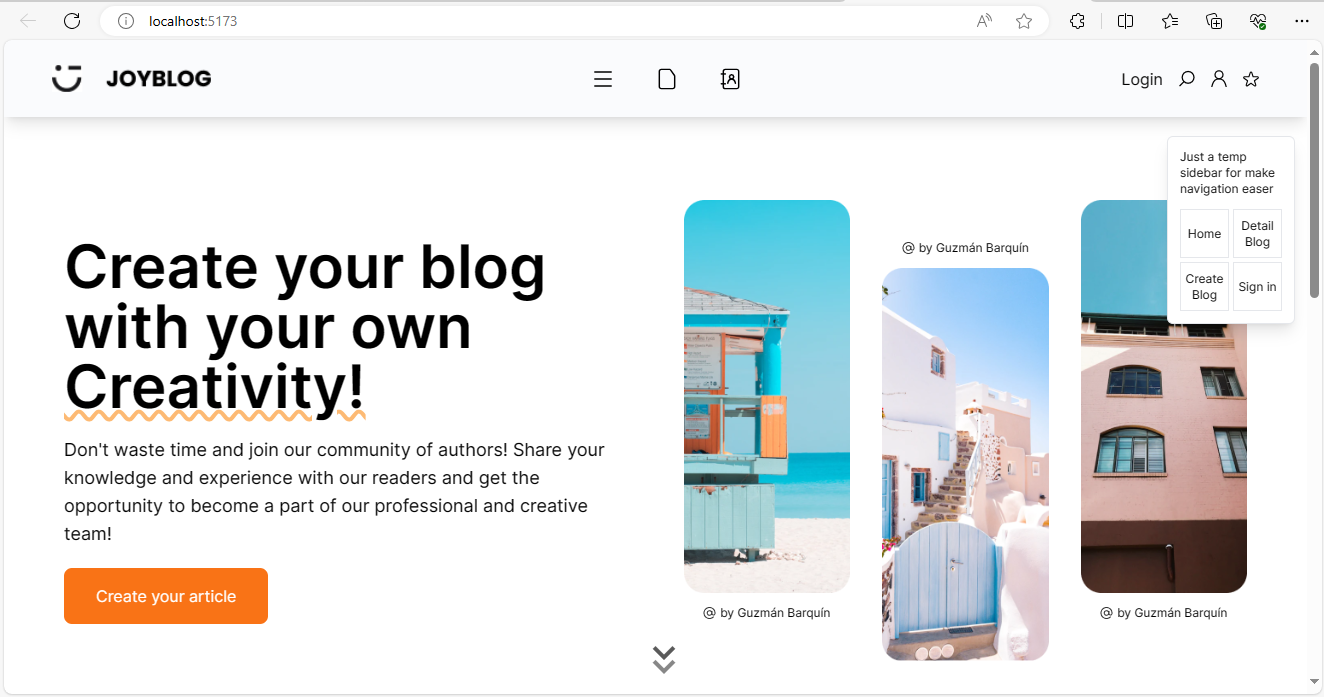 localhost:5173
JOYBLOG
Login
Just a temp
sidebar for make
navigation easer
Home
Detail
Blog
Create
Blog
Sign in
Create your blog
with your own
Creativity!
Don't waste time and join our community of authors! Share your
knowledge and experience with our readers and get the
opportunity to become a part of our professional and creative
team!
Create your article
@ by Guzmán Barquín
@ by Guzmán Barquín
@ by Guzmán Barquín